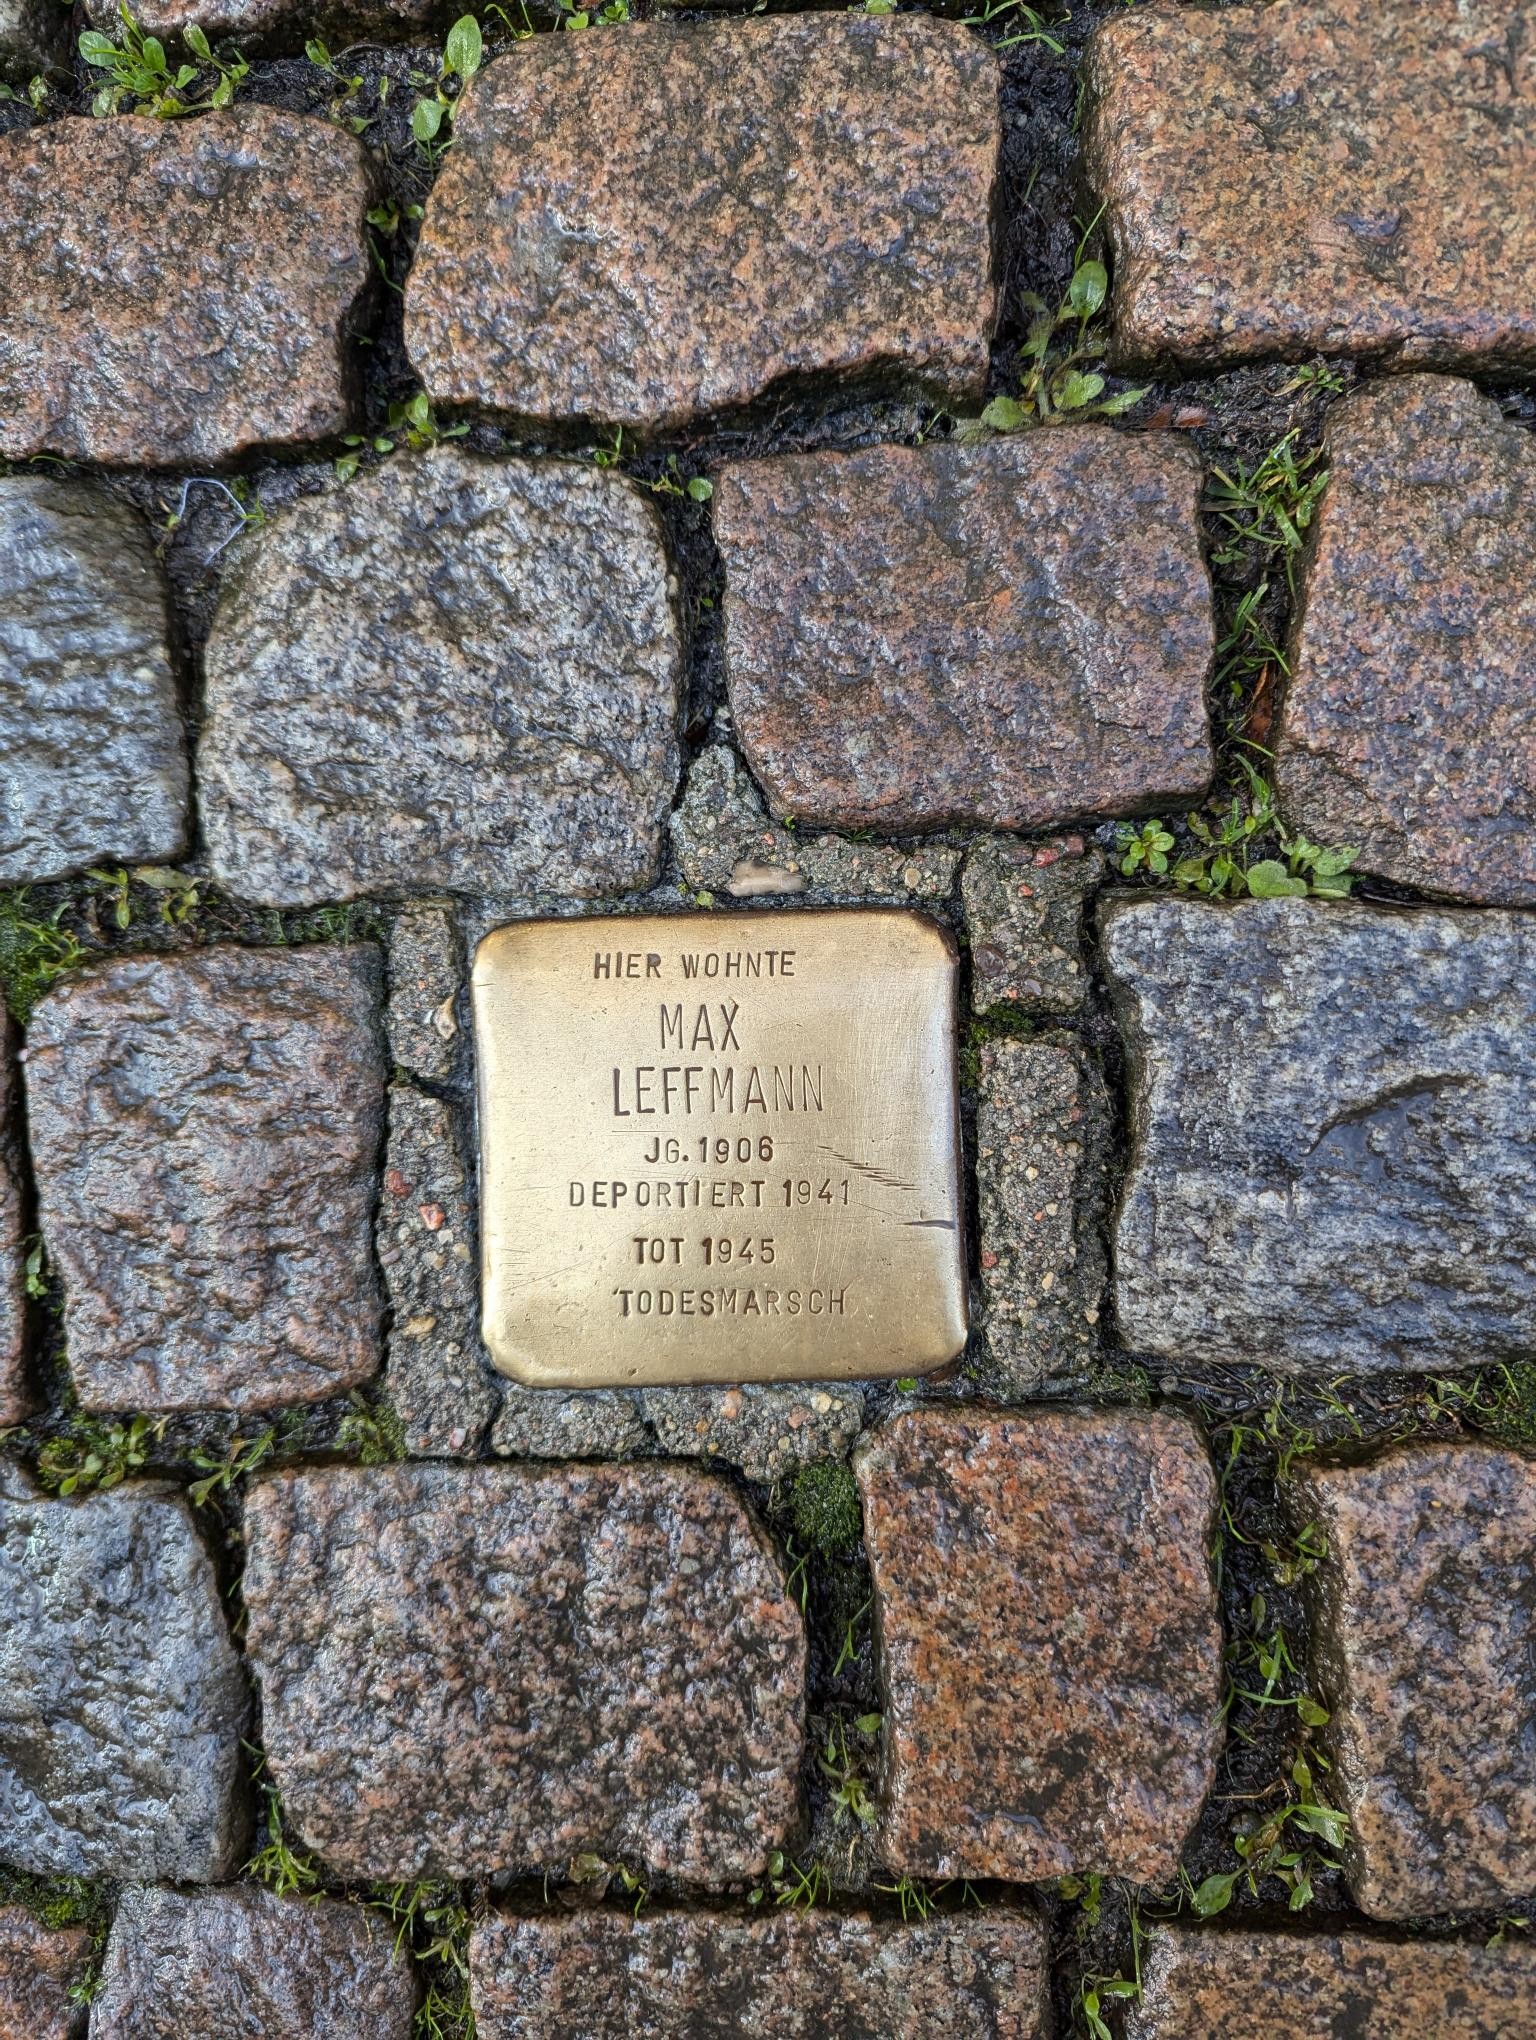 HIER WOHNTE
MAX
LEFFMANN
JG. 1906
DEPORTIERT 1941
TOT 1945
TODESMARSCH